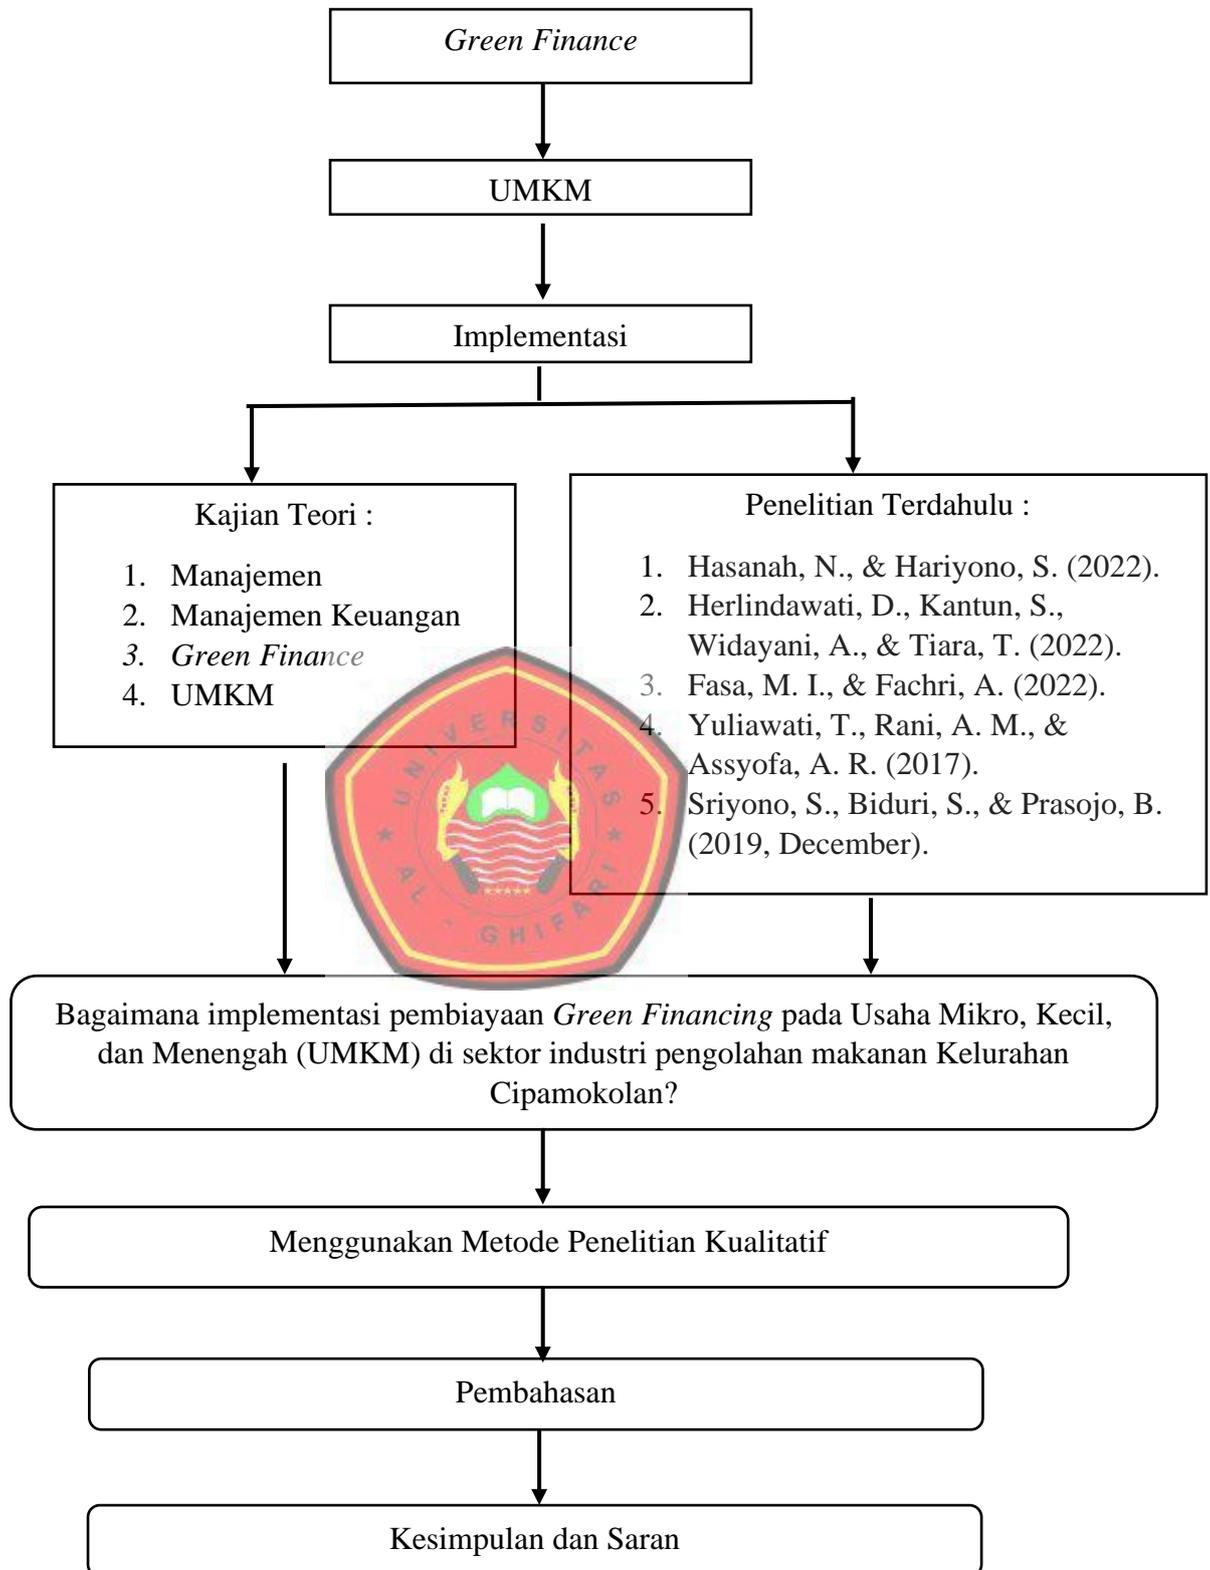 Green Finance
UMKM
Implementasi
Kajian Teori :
1. Manajemen
2. Manajemen Keuangan
3. Green Finance
4. UMKM
Penelitian Terdahulu :
1. Hasanah, N., & Hariyono, S. (2022).
2. Herlindawati, D., Kantun, S.,
Widayani, A., & Tiara, T. (2022).
3. Fasa, M. I., & Fachri, A. (2022).
4. Yuliawati, T., Rani, A. M., &
Assyofa, A. R. (2017).
5. Sriyono, S., Biduri, S., & Prasojo, B.
(2019, December).
UNIVERSITAS
AL - GHIFARI
Bagaimana implementasi pembiayaan Green Financing pada Usaha Mikro, Kecil,
dan Menengah (UMKM) di sektor industri pengolahan makanan Kelurahan
Cipamokolan?
Menggunakan Metode Penelitian Kualitatif
Pembahasan
Kesimpulan dan Saran